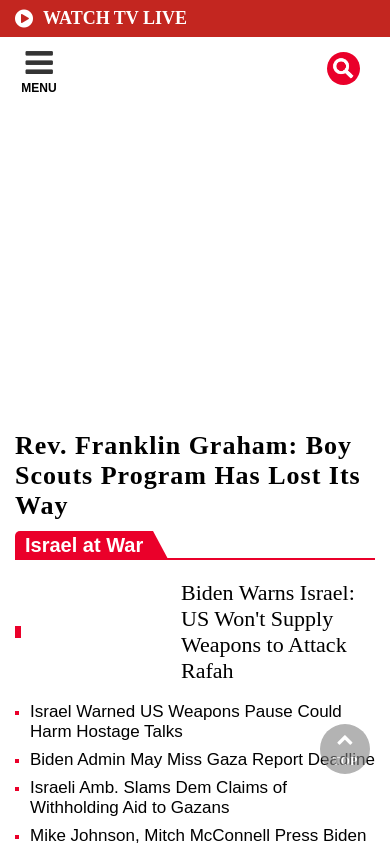 WATCH TV LIVE
MENU
Rev. Franklin Graham: Boy
Scouts Program Has Lost Its
Way
Israel at War
Biden Warns Israel:
US Won't Supply
Weapons to Attack
Rafah
Israel Warned US Weapons Pause Could
Harm Hostage Talks
Biden Admin May Miss Gaza Report Deadline
Israeli Amb. Slams Dem Claims of
Withholding Aid to Gazans
Mike Johnson, Mitch McConnell Press Biden